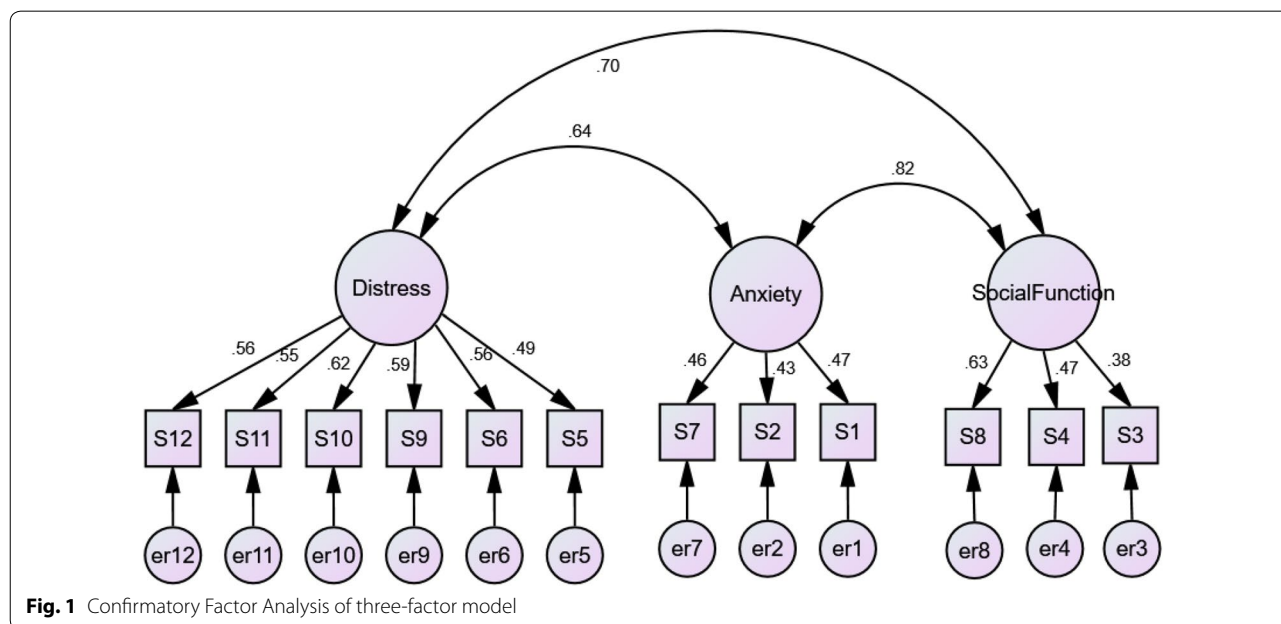 .70
.64
.82
Distress
Anxiety
SocialFunction
.56 .55 .62 .59 .56 .49
.46 .43 .47
.63 .47 .38
S12 S11 S10 S9 S6 S5
S7 S2 S1
S8 S4 S3
er12 er11 er10 er9 er6 er5
er7 er2 er1
er8 er4 er3
Fig. 1 Confirmatory Factor Analysis of three-factor model